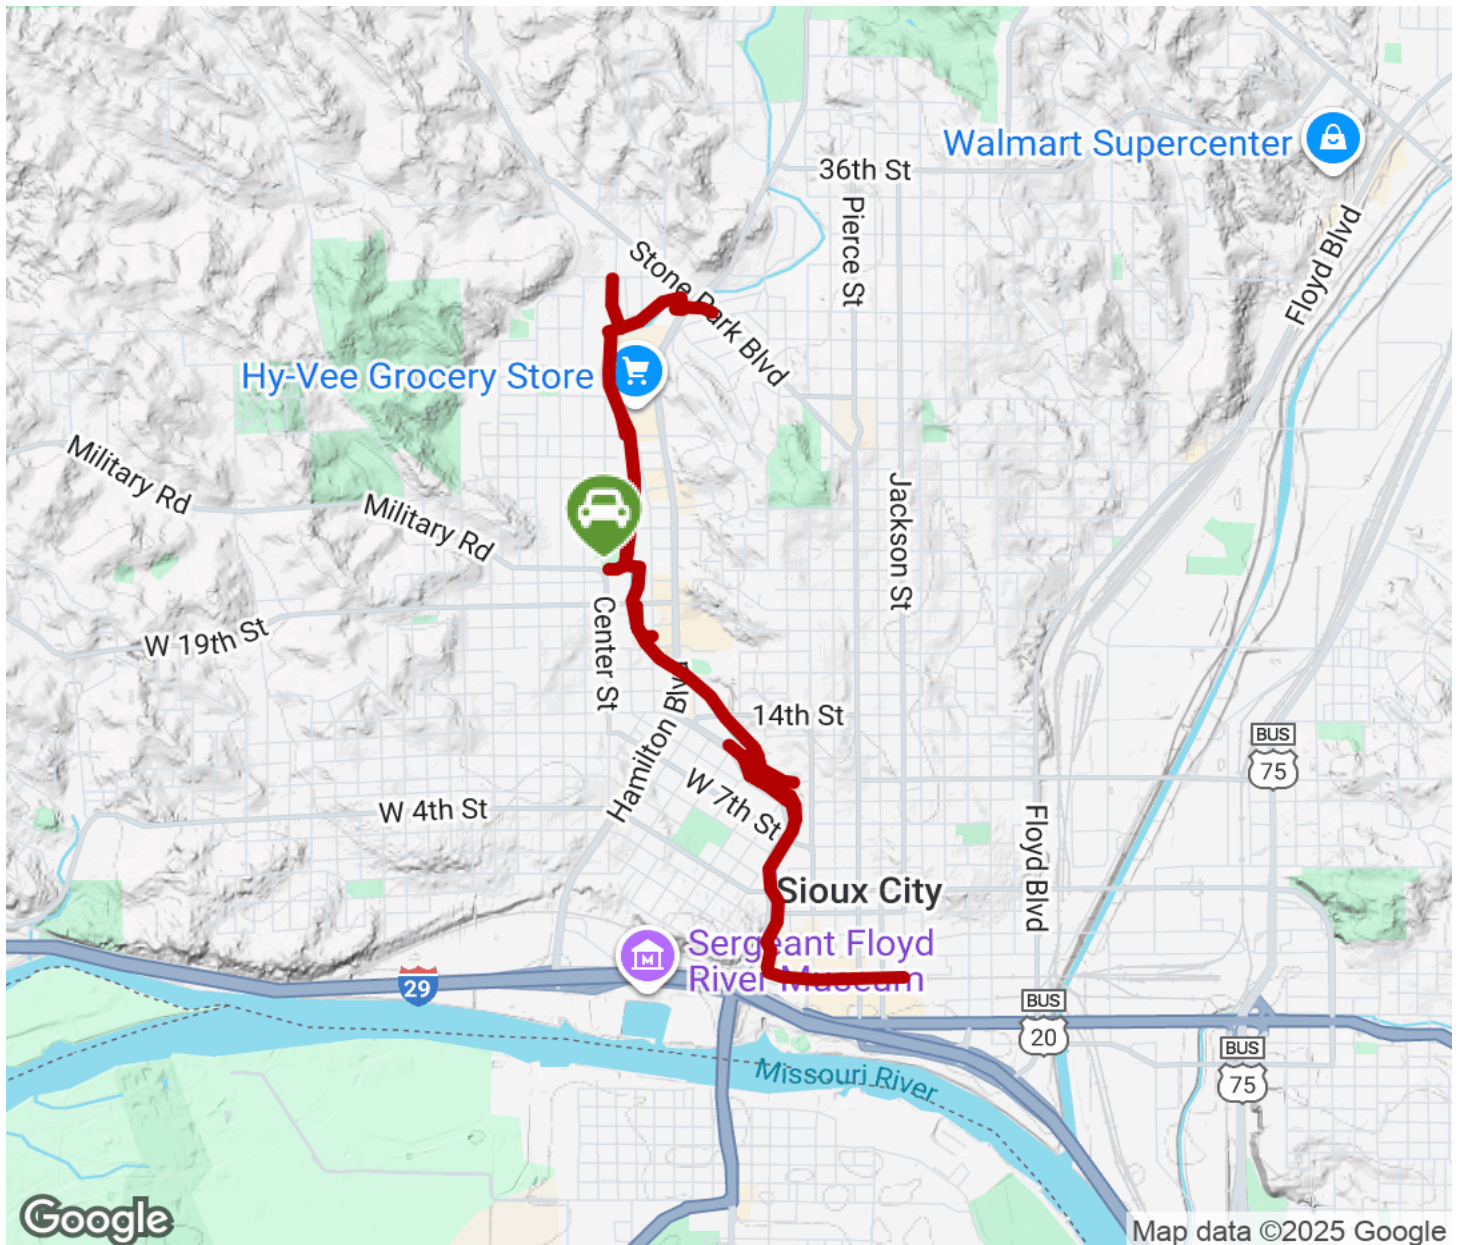 Walmart Supercenter
36th St
Pierce St
Floyd Blvd
Stone Park Blvd
Hy-Vee Grocery Store
Military Rd
Military Rd
Jackson St
W 19th St
Center St
Hamilton Blvd
14th St
BUS
75
W 7th St
W 4th St
Floyd Blvd
Sioux City
Sergeant Floyd
River Museum
29
BUS
20
BUS
75
Missouri River
Google
Map data ©2025 Google